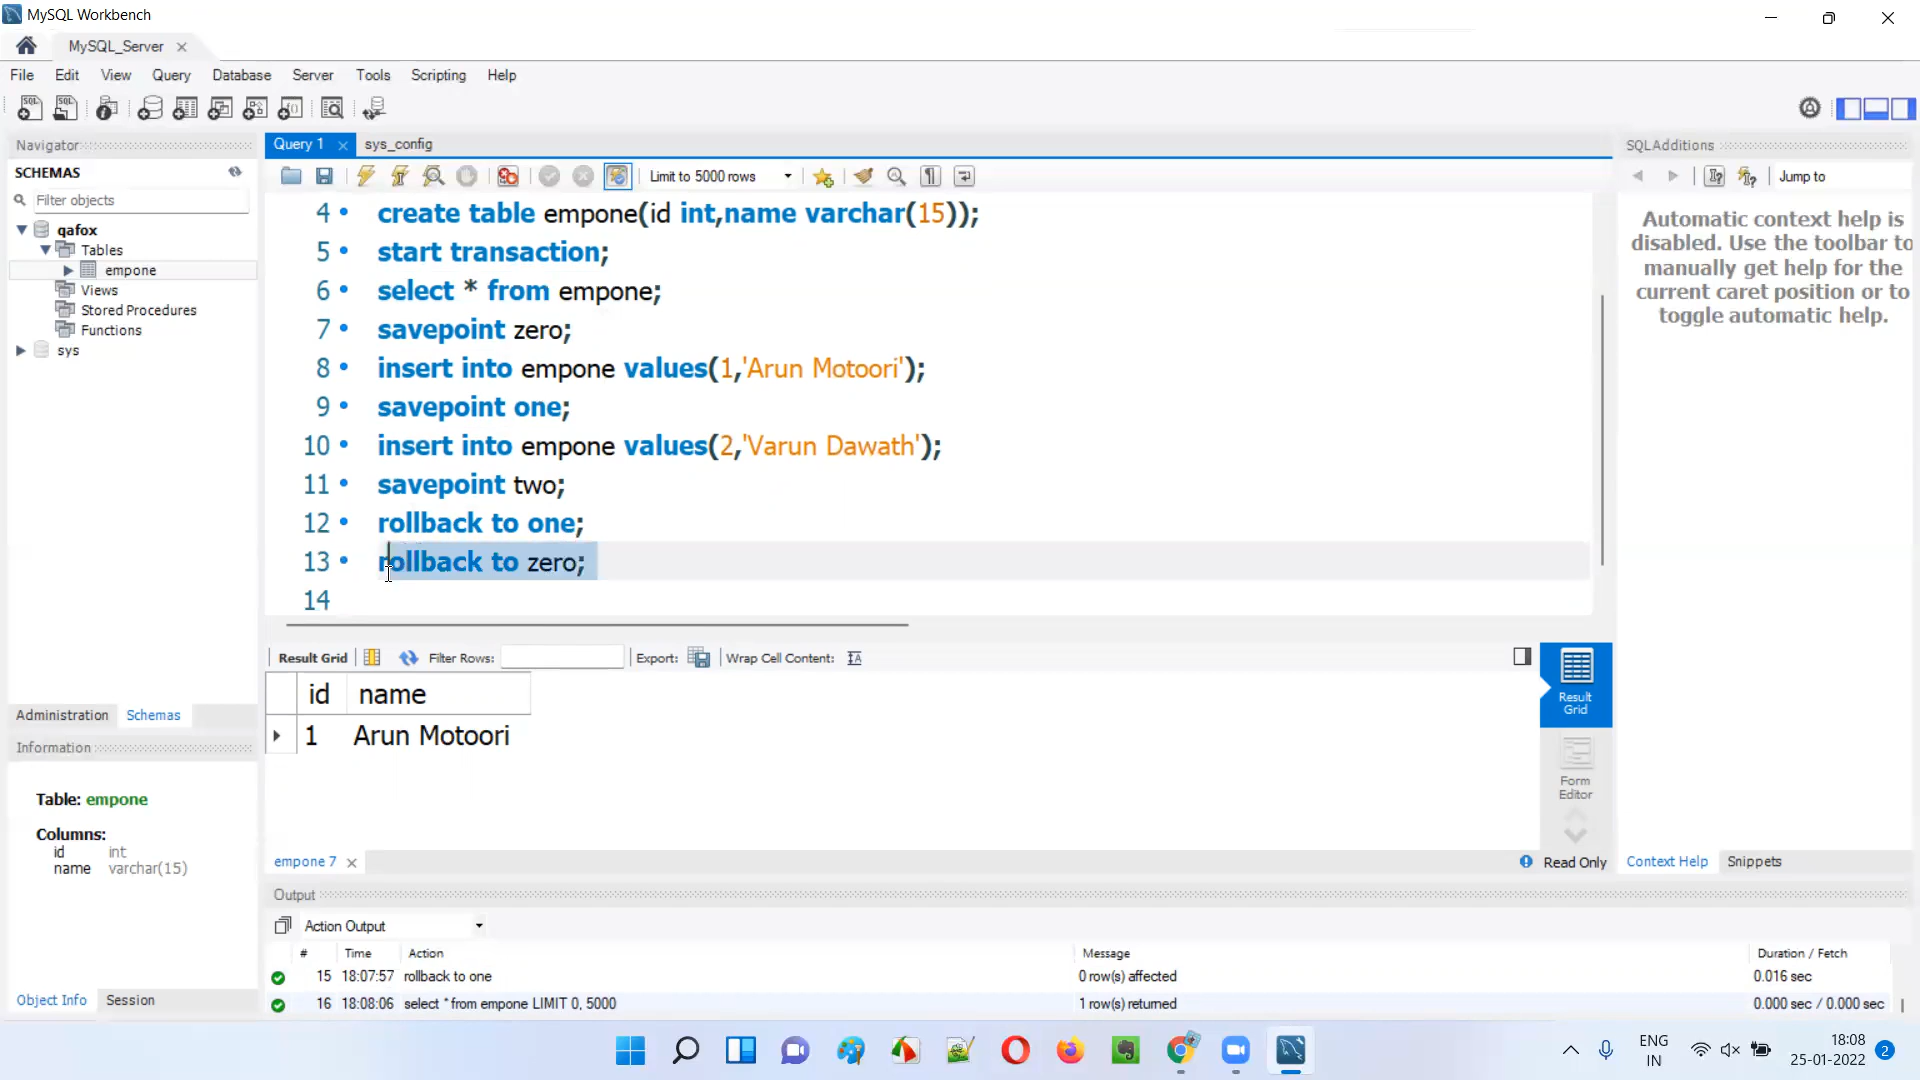 MySQL Workbench
MySQL_Server
File Edit View Query Database Server Tools Scripting Help
Navigator
SCHEMAS
Filter objects
qafox
Tables
empone
Views
Stored Procedures
Functions
sys
Administration Schemas
Information
Table: empone
Columns:
id int
name varchar(15)
Object Info Session
Query 1 sys_config
Limit to 5000 rows
4 create table empone(id int,name varchar(15));
5 start transaction;
6 select * from empone;
7 savepoint zero;
8 insert into empone values(1,'Arun Motoori');
9 savepoint one;
10 insert into empone values(2,'Varun Dawath');
11 savepoint two;
12 rollback to one;
13 rollback to zero;
14
Result Grid Filter Rows: Export: Wrap Cell Content:
id name
1 Arun Motoori
Result
Grid
Form
Editor
empone 7
Read Only
SQLAdditions
Jump to
Automatic context help is
disabled. Use the toolbar to
manually get help for the
current caret position or to
toggle automatic help.
Context Help Snippets
Output
Action Output
# Time Action Message Duration / Fetch
15 18:07:57 rollback to one 0 row(s) affected 0.016 sec
16 18:08:06 select * from empone LIMIT 0, 5000 1 row(s) returned 0.000 sec / 0.000 sec
ENG
IN
18:08
25-01-2022
2